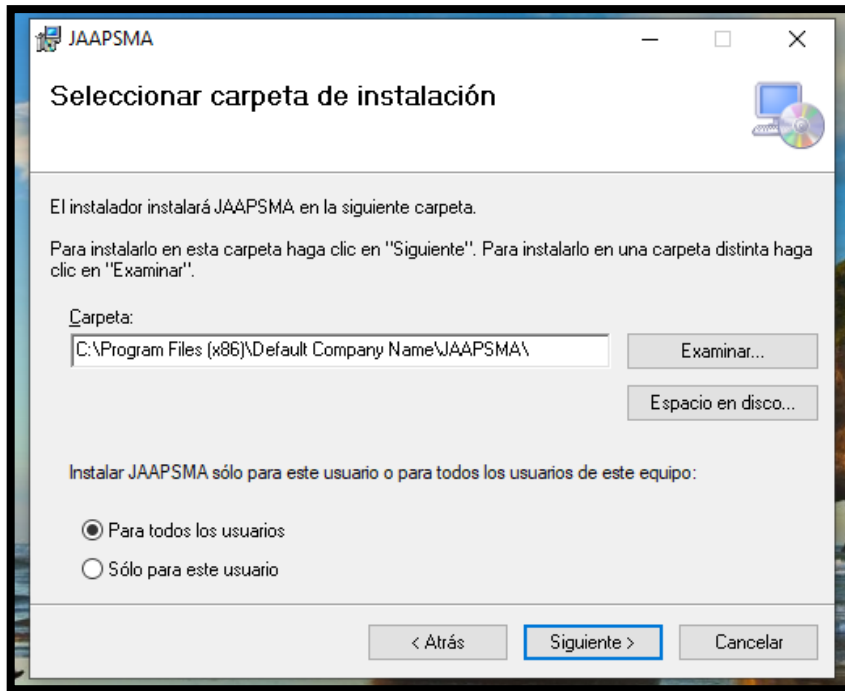 JAAPSMA
Seleccionar carpeta de instalación
El instalador instalará JAAPSMA en la siguiente carpeta.
Para instalarlo en esta carpeta haga clic en "Siguiente". Para instalarlo en una carpeta distinta haga
clic en "Examinar".
Carpeta:
C:\Program Files (x86)\Default Company Name\JAAPSMA\
Examinar...
Espacio en disco...
Instalar JAAPSMA sólo para este usuario o para todos los usuarios de este equipo:
Para todos los usuarios
Sólo para este usuario
< Atrás
Siguiente >
Cancelar